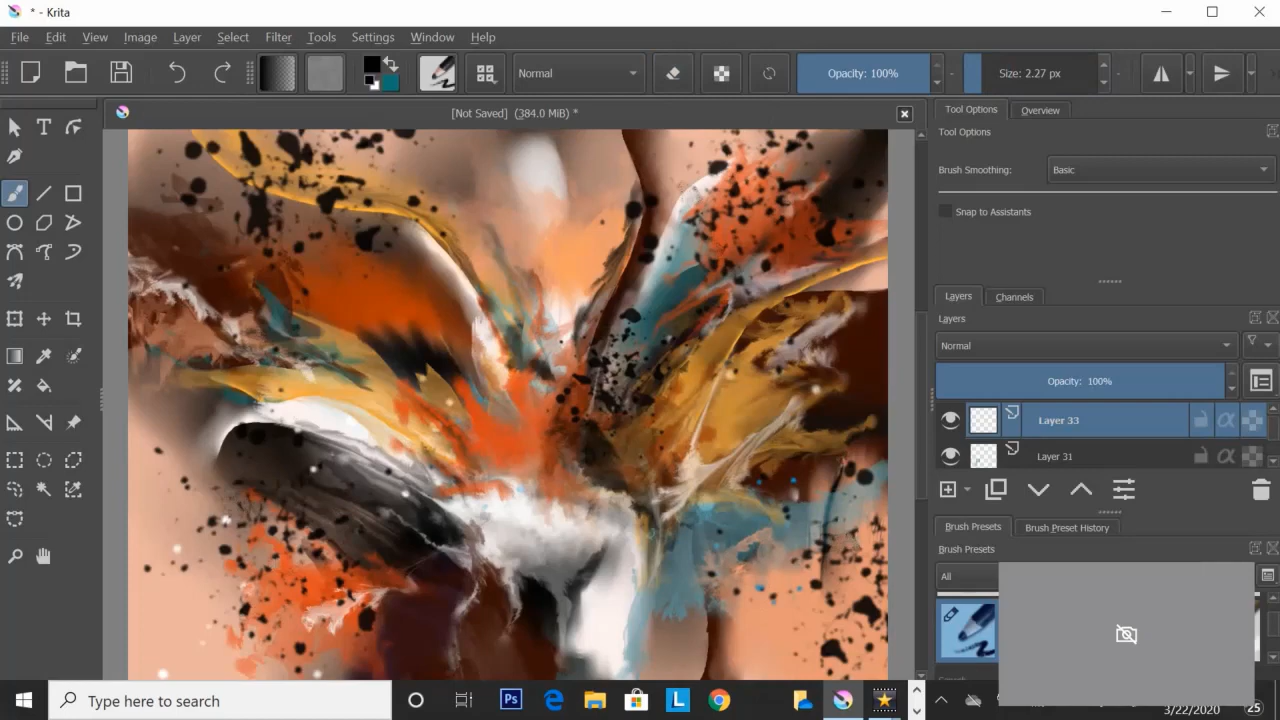 * - Krita
File Edit View Image Layer Select Filter Tools Settings Window Help
Normal Opacity: 100% Size: 2.27 px
[Not Saved] (384.0 MiB) *
Tool Options Overview
Tool Options
Brush Smoothing: Basic
Snap to Assistants
Layers Channels
Layers
Normal
Opacity: 100%
Layer 33
Layer 31
Brush Presets Brush Preset History
Brush Presets
All
Type here to search
Ps
L
3/22/2020
25